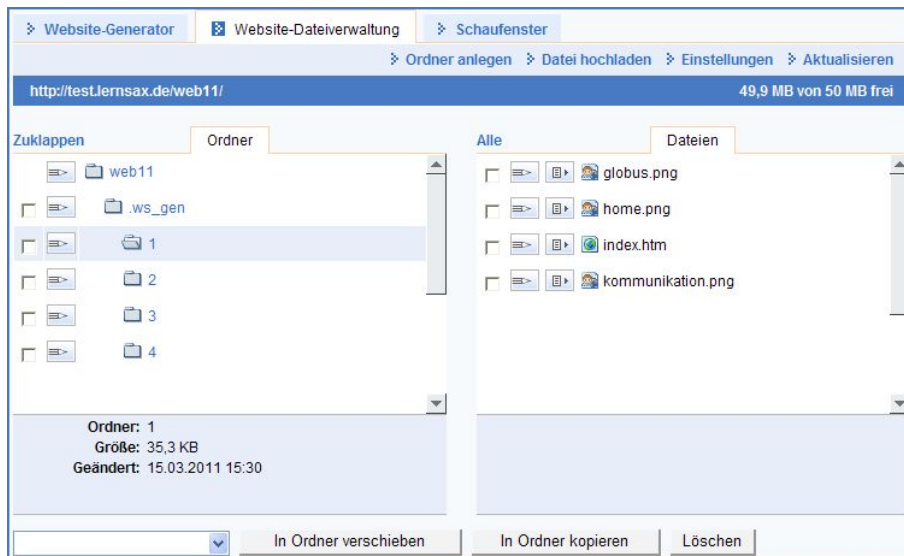 Website-Generator Website-Dateiverwaltung Schaufenster
Ordner anlegen Datei hochladen Einstellungen Aktualisieren
http://test.lernsax.de/web11/ 49,9 MB von 50 MB frei
Zuklappen Ordner Alle Dateien
web11
.ws_gen
1
2
3
4
globus.png
home.png
index.htm
kommunikation.png
Ordner: 1
Größe: 35,3 KB
Geändert: 15.03.2011 15:30
In Ordner verschieben In Ordner kopieren Löschen